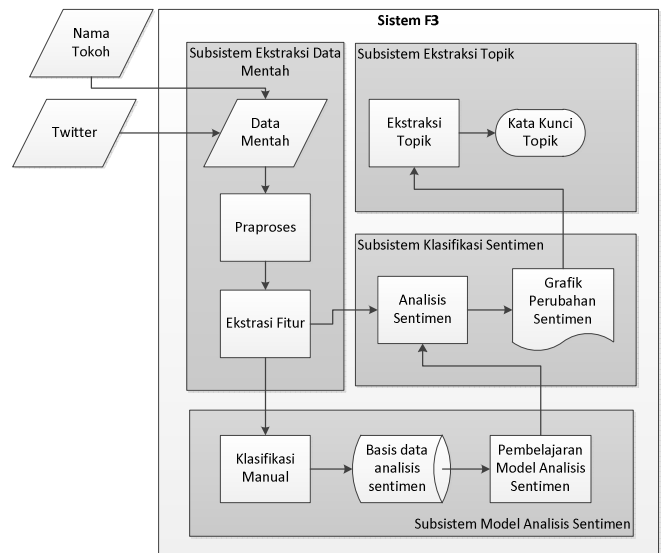 Sistem F3
Nama
Tokoh
Twitter
Subsistem Ekstraksi Data
Mentah
Data
Mentah
Praproses
Ekstrasi Fitur
Subsistem Ekstraksi Topik
Ekstraksi
Topik
Kata Kunci
Topik
Subsistem Klasifikasi Sentimen
Analisis
Sentimen
Grafik
Perubahan
Sentimen
Klasifikasi
Manual
Basis data
analisis
sentimen
Pembelajaran
Model Analisis
Sentimen
Subsistem Model Analisis Sentimen